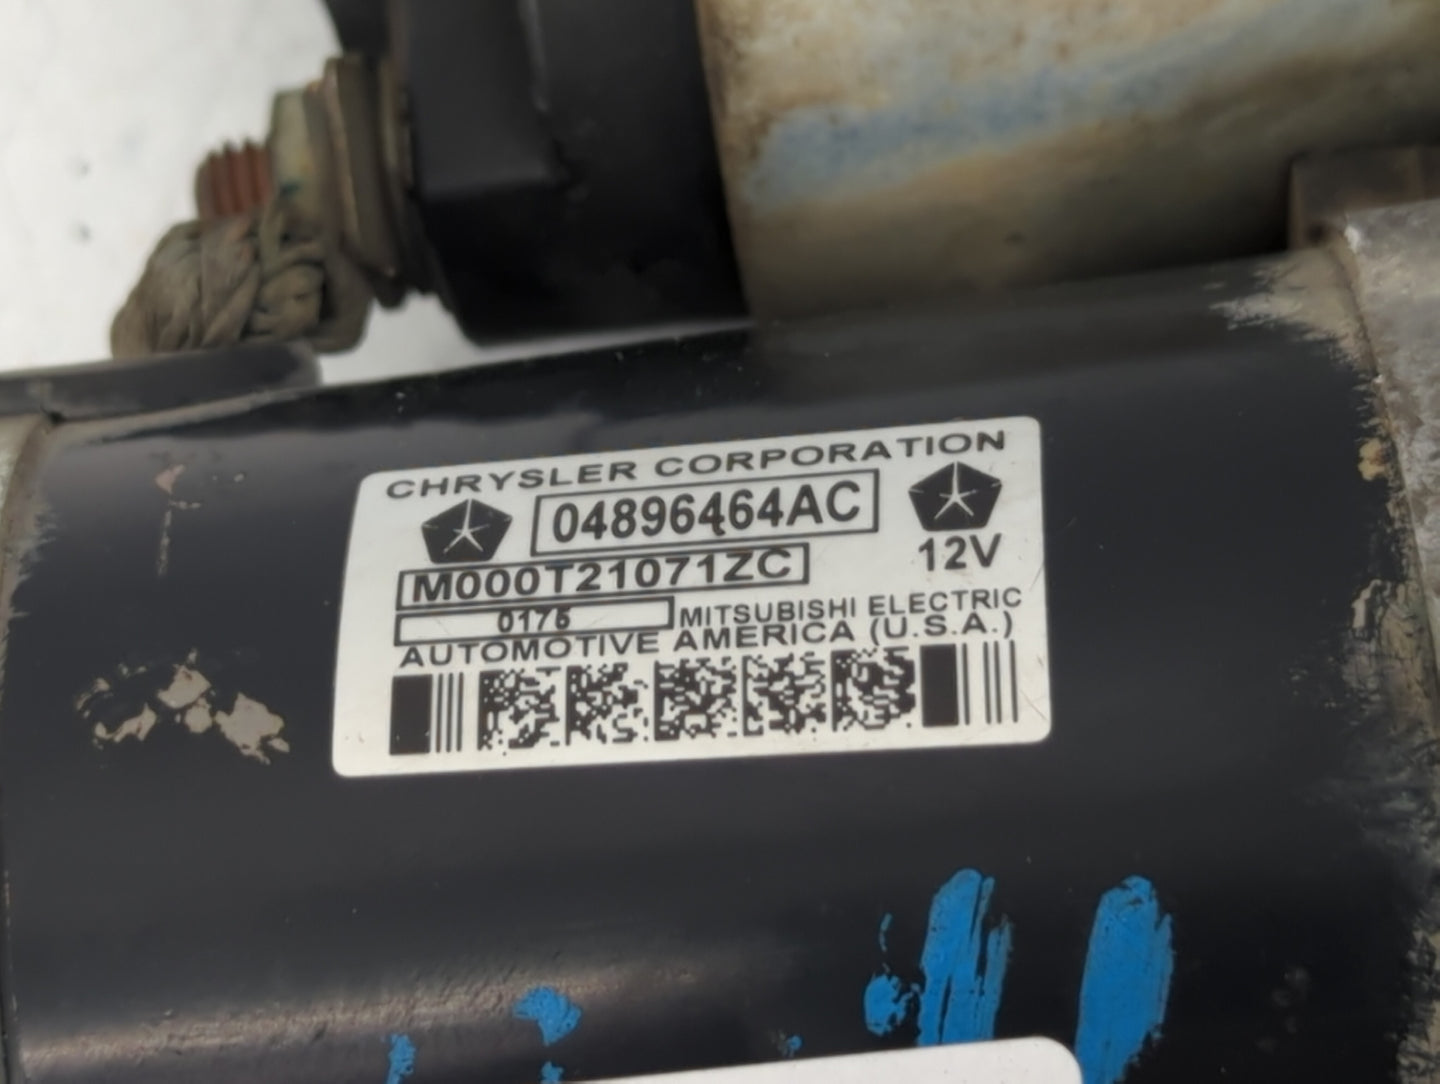 CHRYSLER CORPORATION
04896464AC
12V
M000T21071ZC
0175 MITSUBISHI ELECTRIC
AUTOMOTIVE AMERICA (U.S.A.)